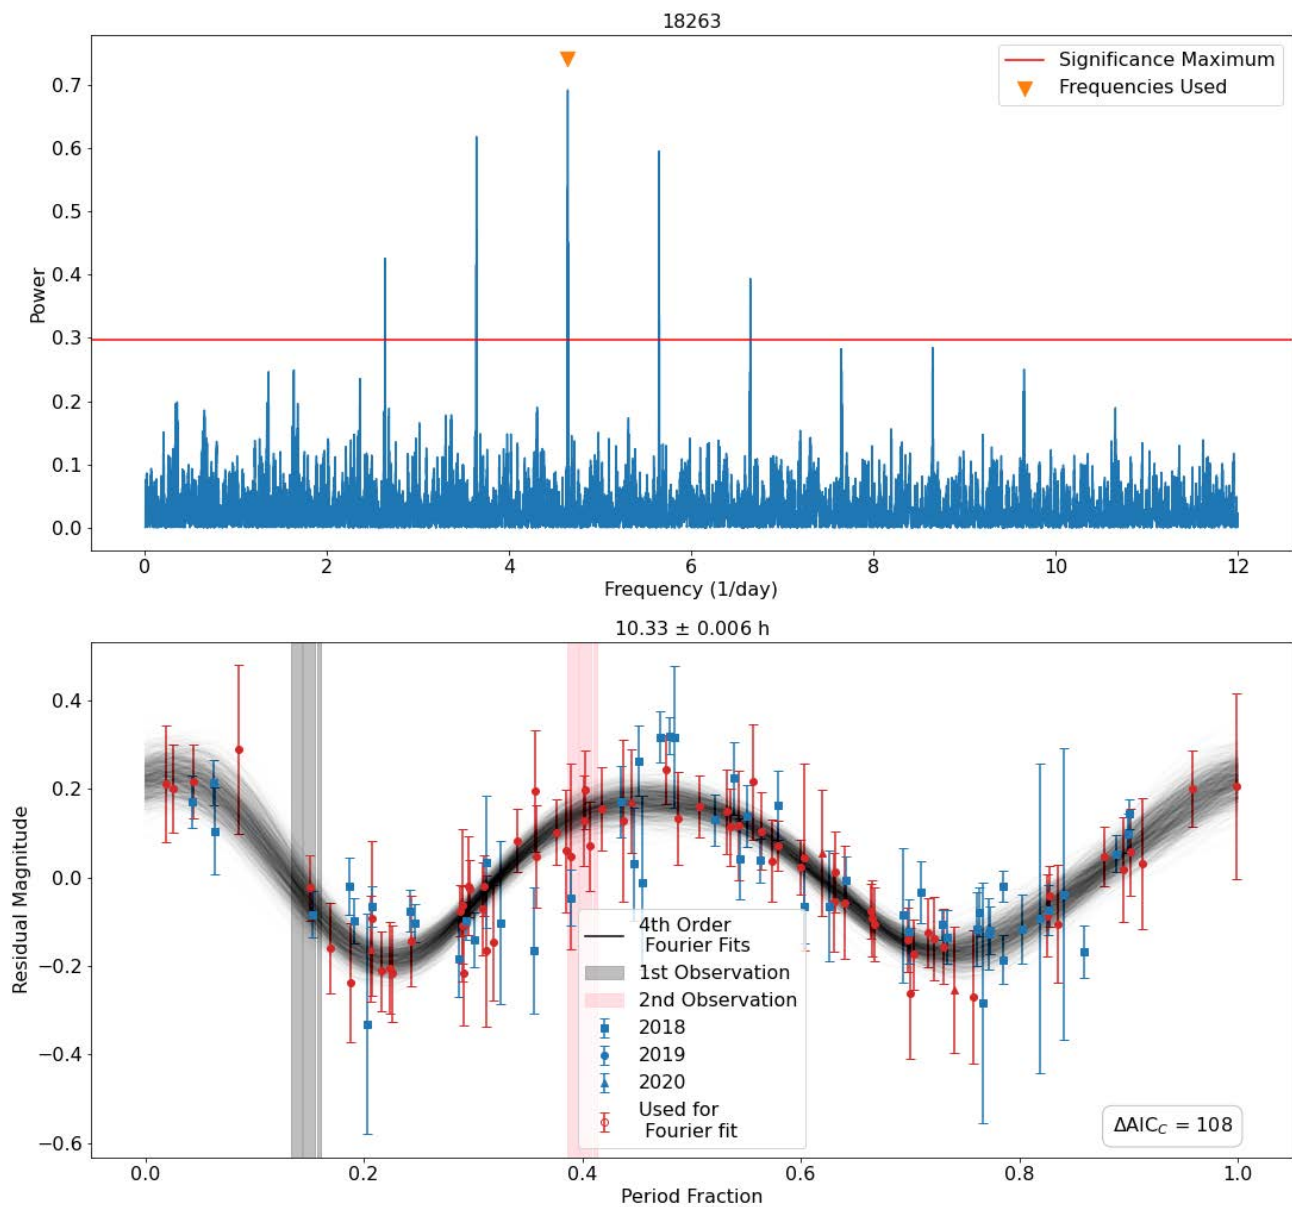 18263
Significance Maximum
Frequencies Used
Power
0.7
0.6
0.5
0.4
0.3
0.2
0.1
0.0
0 2 4 6 8 10 12
Frequency (1/day)
10.33 ± 0.006 h
Residual Magnitude
0.4
0.2
0.0
−0.2
−0.4
−0.6
4th Order
Fourier Fits
1st Observation
2nd Observation
2018
2019
2020
Used for
Fourier fit
ΔAICC = 108
0.0 0.2 0.4 0.6 0.8 1.0
Period Fraction